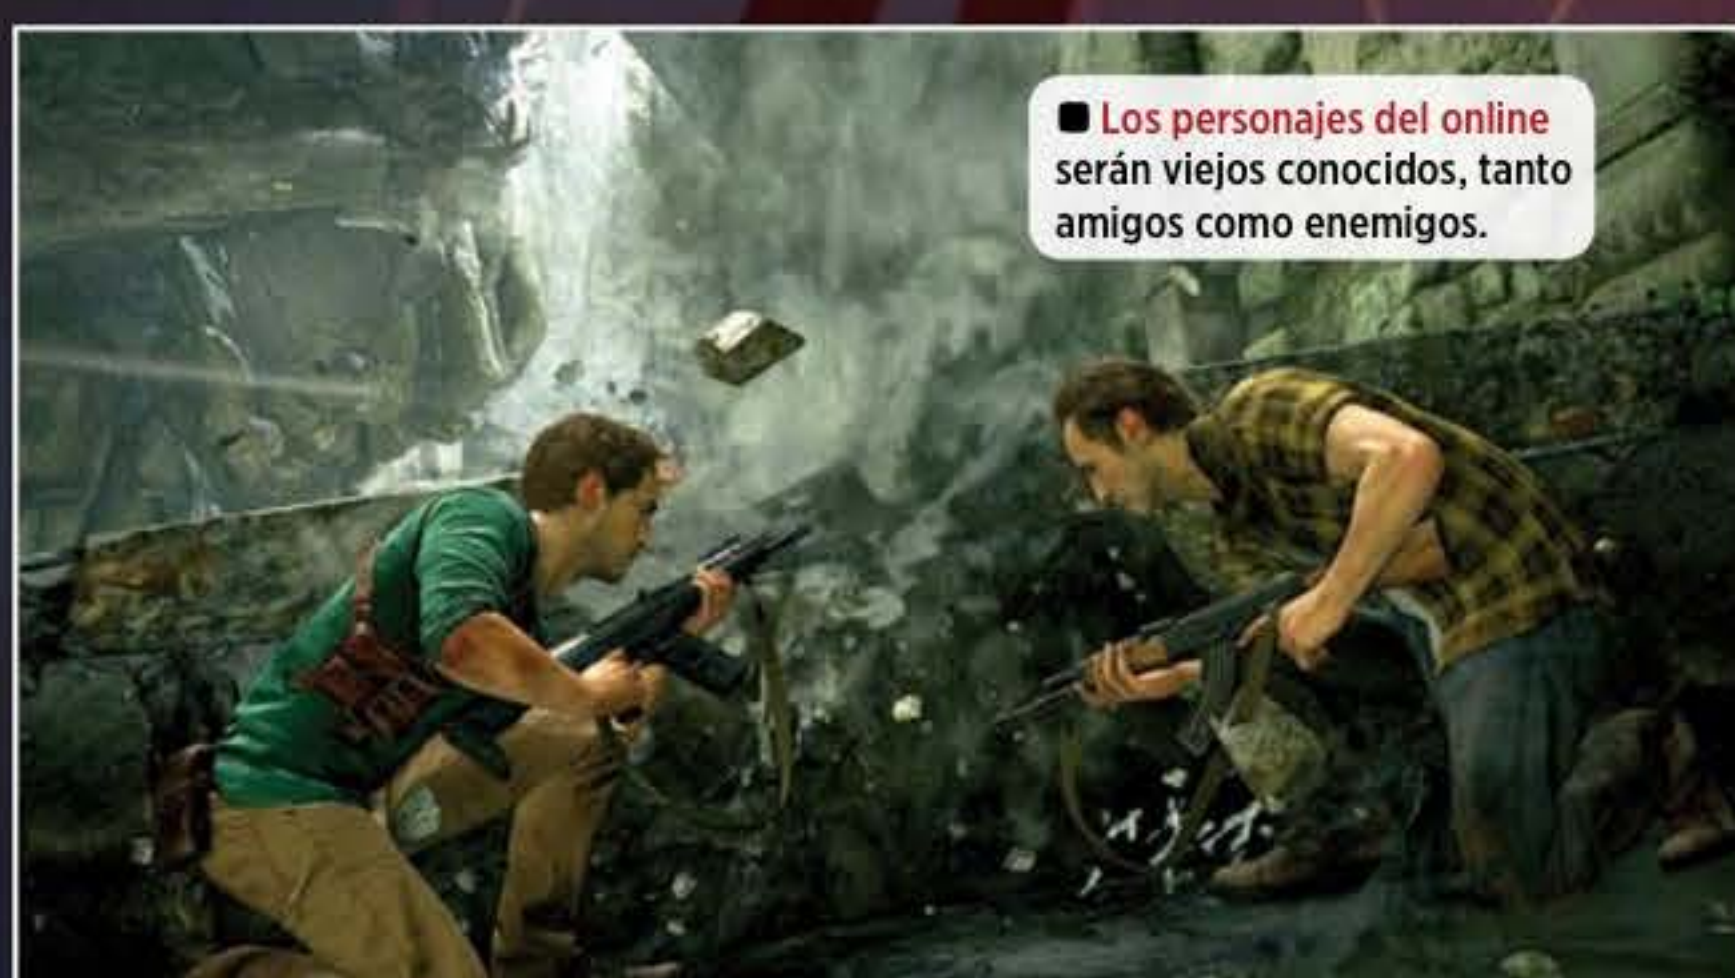 ■ Los personajes del online
serán viejos conocidos, tanto
amigos como enemigos.